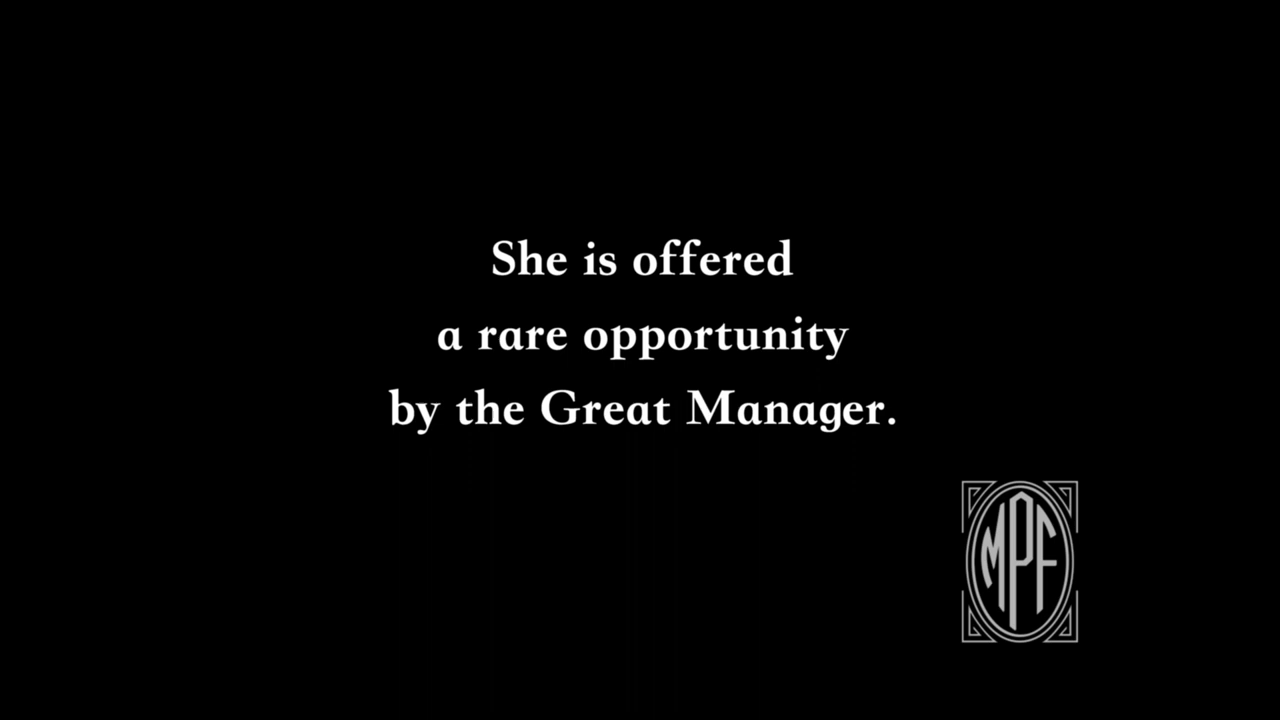 She is offered
a rare opportunity
by the Great Manager.
MPF